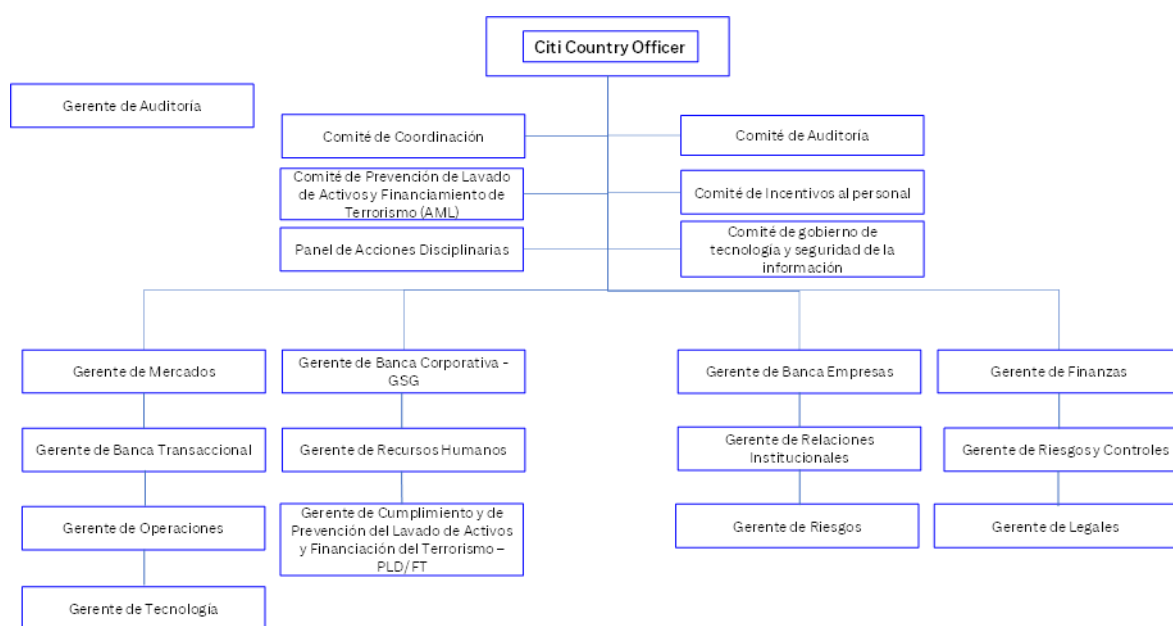 Citi Country Officer
Gerente de Auditoría
Comité de Coordinación
Comité de Auditoría
Comité de Prevención de Lavado
de Activos y Financiamiento de
Terrorismo (AML)
Comité de Incentivos al personal
Panel de Acciones Disciplinarias
Comité de gobierno de
tecnología y seguridad de la
información
Gerente de Mercados
Gerente de Banca Corporativa -
GSG
Gerente de Banca Empresas
Gerente de Finanzas
Gerente de Banca Transaccional
Gerente de Recursos Humanos
Gerente de Relaciones
Institucionales
Gerente de Riesgos y Controles
Gerente de Operaciones
Gerente de Cumplimiento y de
Prevención del Lavado de Activos
y Financiación del Terrorismo –
PLD/FT
Gerente de Riesgos
Gerente de Legales
Gerente de Tecnología